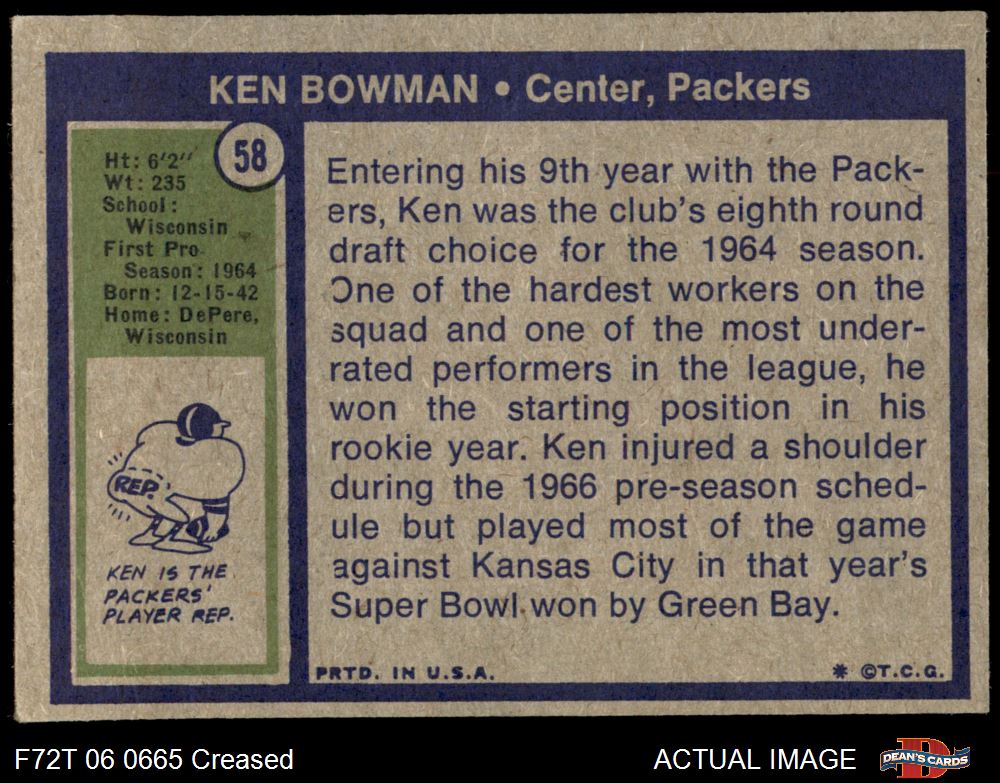 KEN BOWMAN • Center, Packers
58
Ht: 6'2"
Wt: 235
School:
Wisconsin
First Pro
Season: 1964
Born: 12-15-42
Home: DePere,
Wisconsin
REP.
KEN IS THE
PACKERS'
PLAYER REP.
Entering his 9th year with the Pack-
ers, Ken was the club's eighth round
draft choice for the 1964 season.
One of the hardest workers on the
squad and one of the most under-
rated performers in the league, he
won the starting position in his
rookie year. Ken injured a shoulder
during the 1966 pre-season sched-
ule but played most of the game
against Kansas City in that year's
Super Bowl won by Green Bay.
PRTD. IN U.S.A.
* ©T.C.G.
F72T 06 0665 Creased
ACTUAL IMAGE
D
DEAN'S CARDS